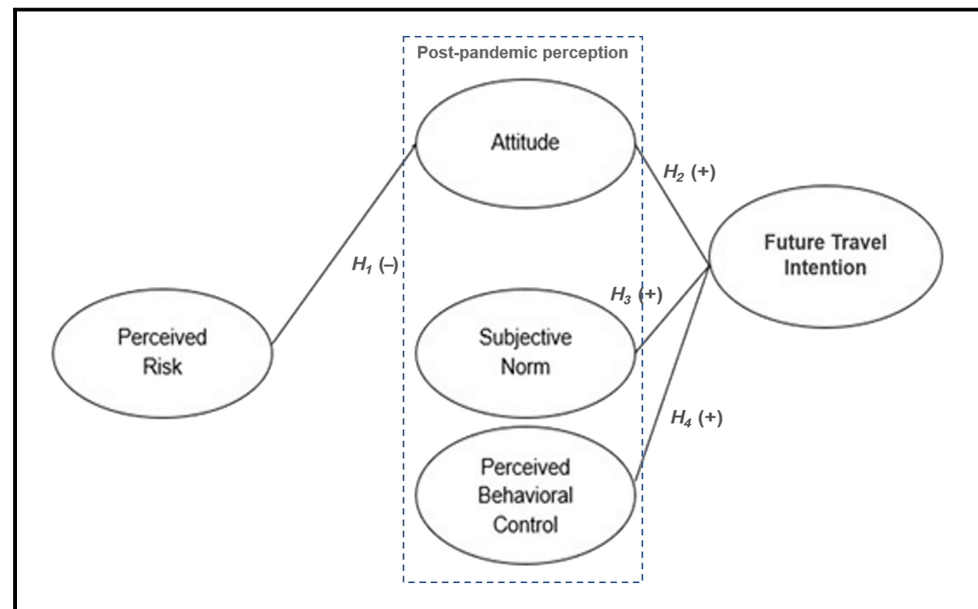 Post-pandemic perception
Attitude
H₂ (+)
Future Travel
Intention
H₁ (–)
H₃ (+)
Perceived
Risk
Subjective
Norm
H₄ (+)
Perceived
Behavioral
Control